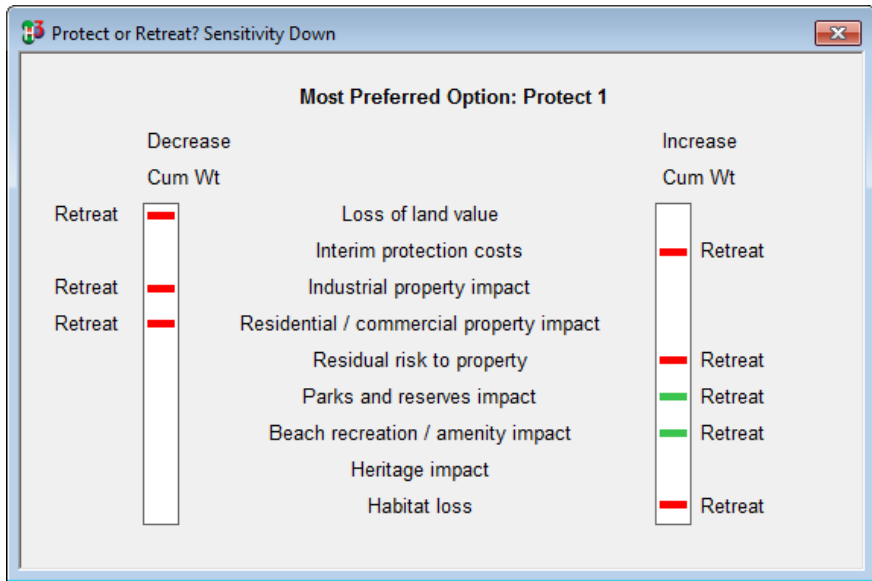 H3 Protect or Retreat? Sensitivity Down
Most Preferred Option: Protect 1
Decrease Increase
Cum Wt Cum Wt
Retreat Loss of land value
Interim protection costs Retreat
Retreat Industrial property impact
Retreat Residential / commercial property impact
Residual risk to property Retreat
Parks and reserves impact Retreat
Beach recreation / amenity impact Retreat
Heritage impact
Habitat loss Retreat